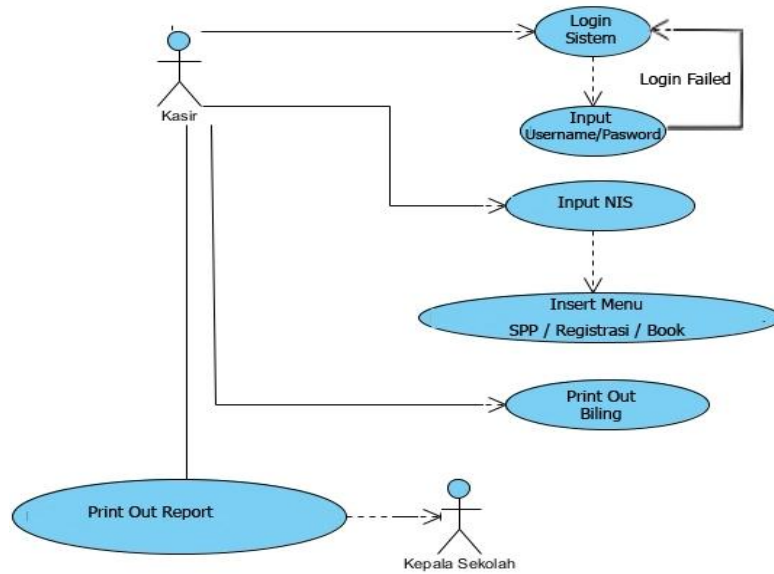 Login
Sistem
Login Failed
Kasir
Input
Username/Pasword
Input NIS
Insert Menu
SPP / Registrasi / Book
Print Out
Biling
Print Out Report
Kepala Sekolah